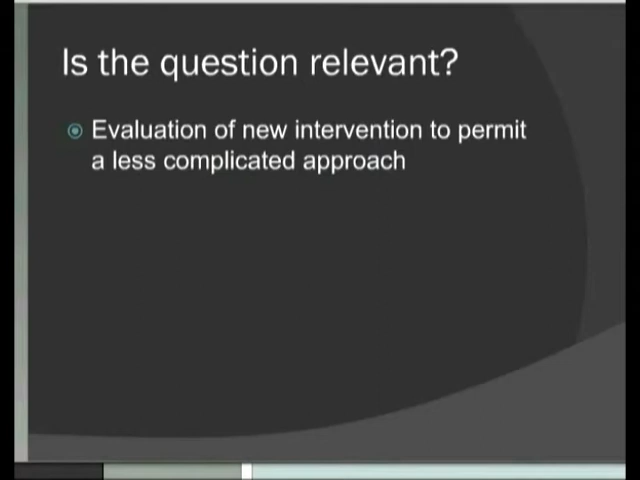 Is the question relevant?
Evaluation of new intervention to permit
a less complicated approach